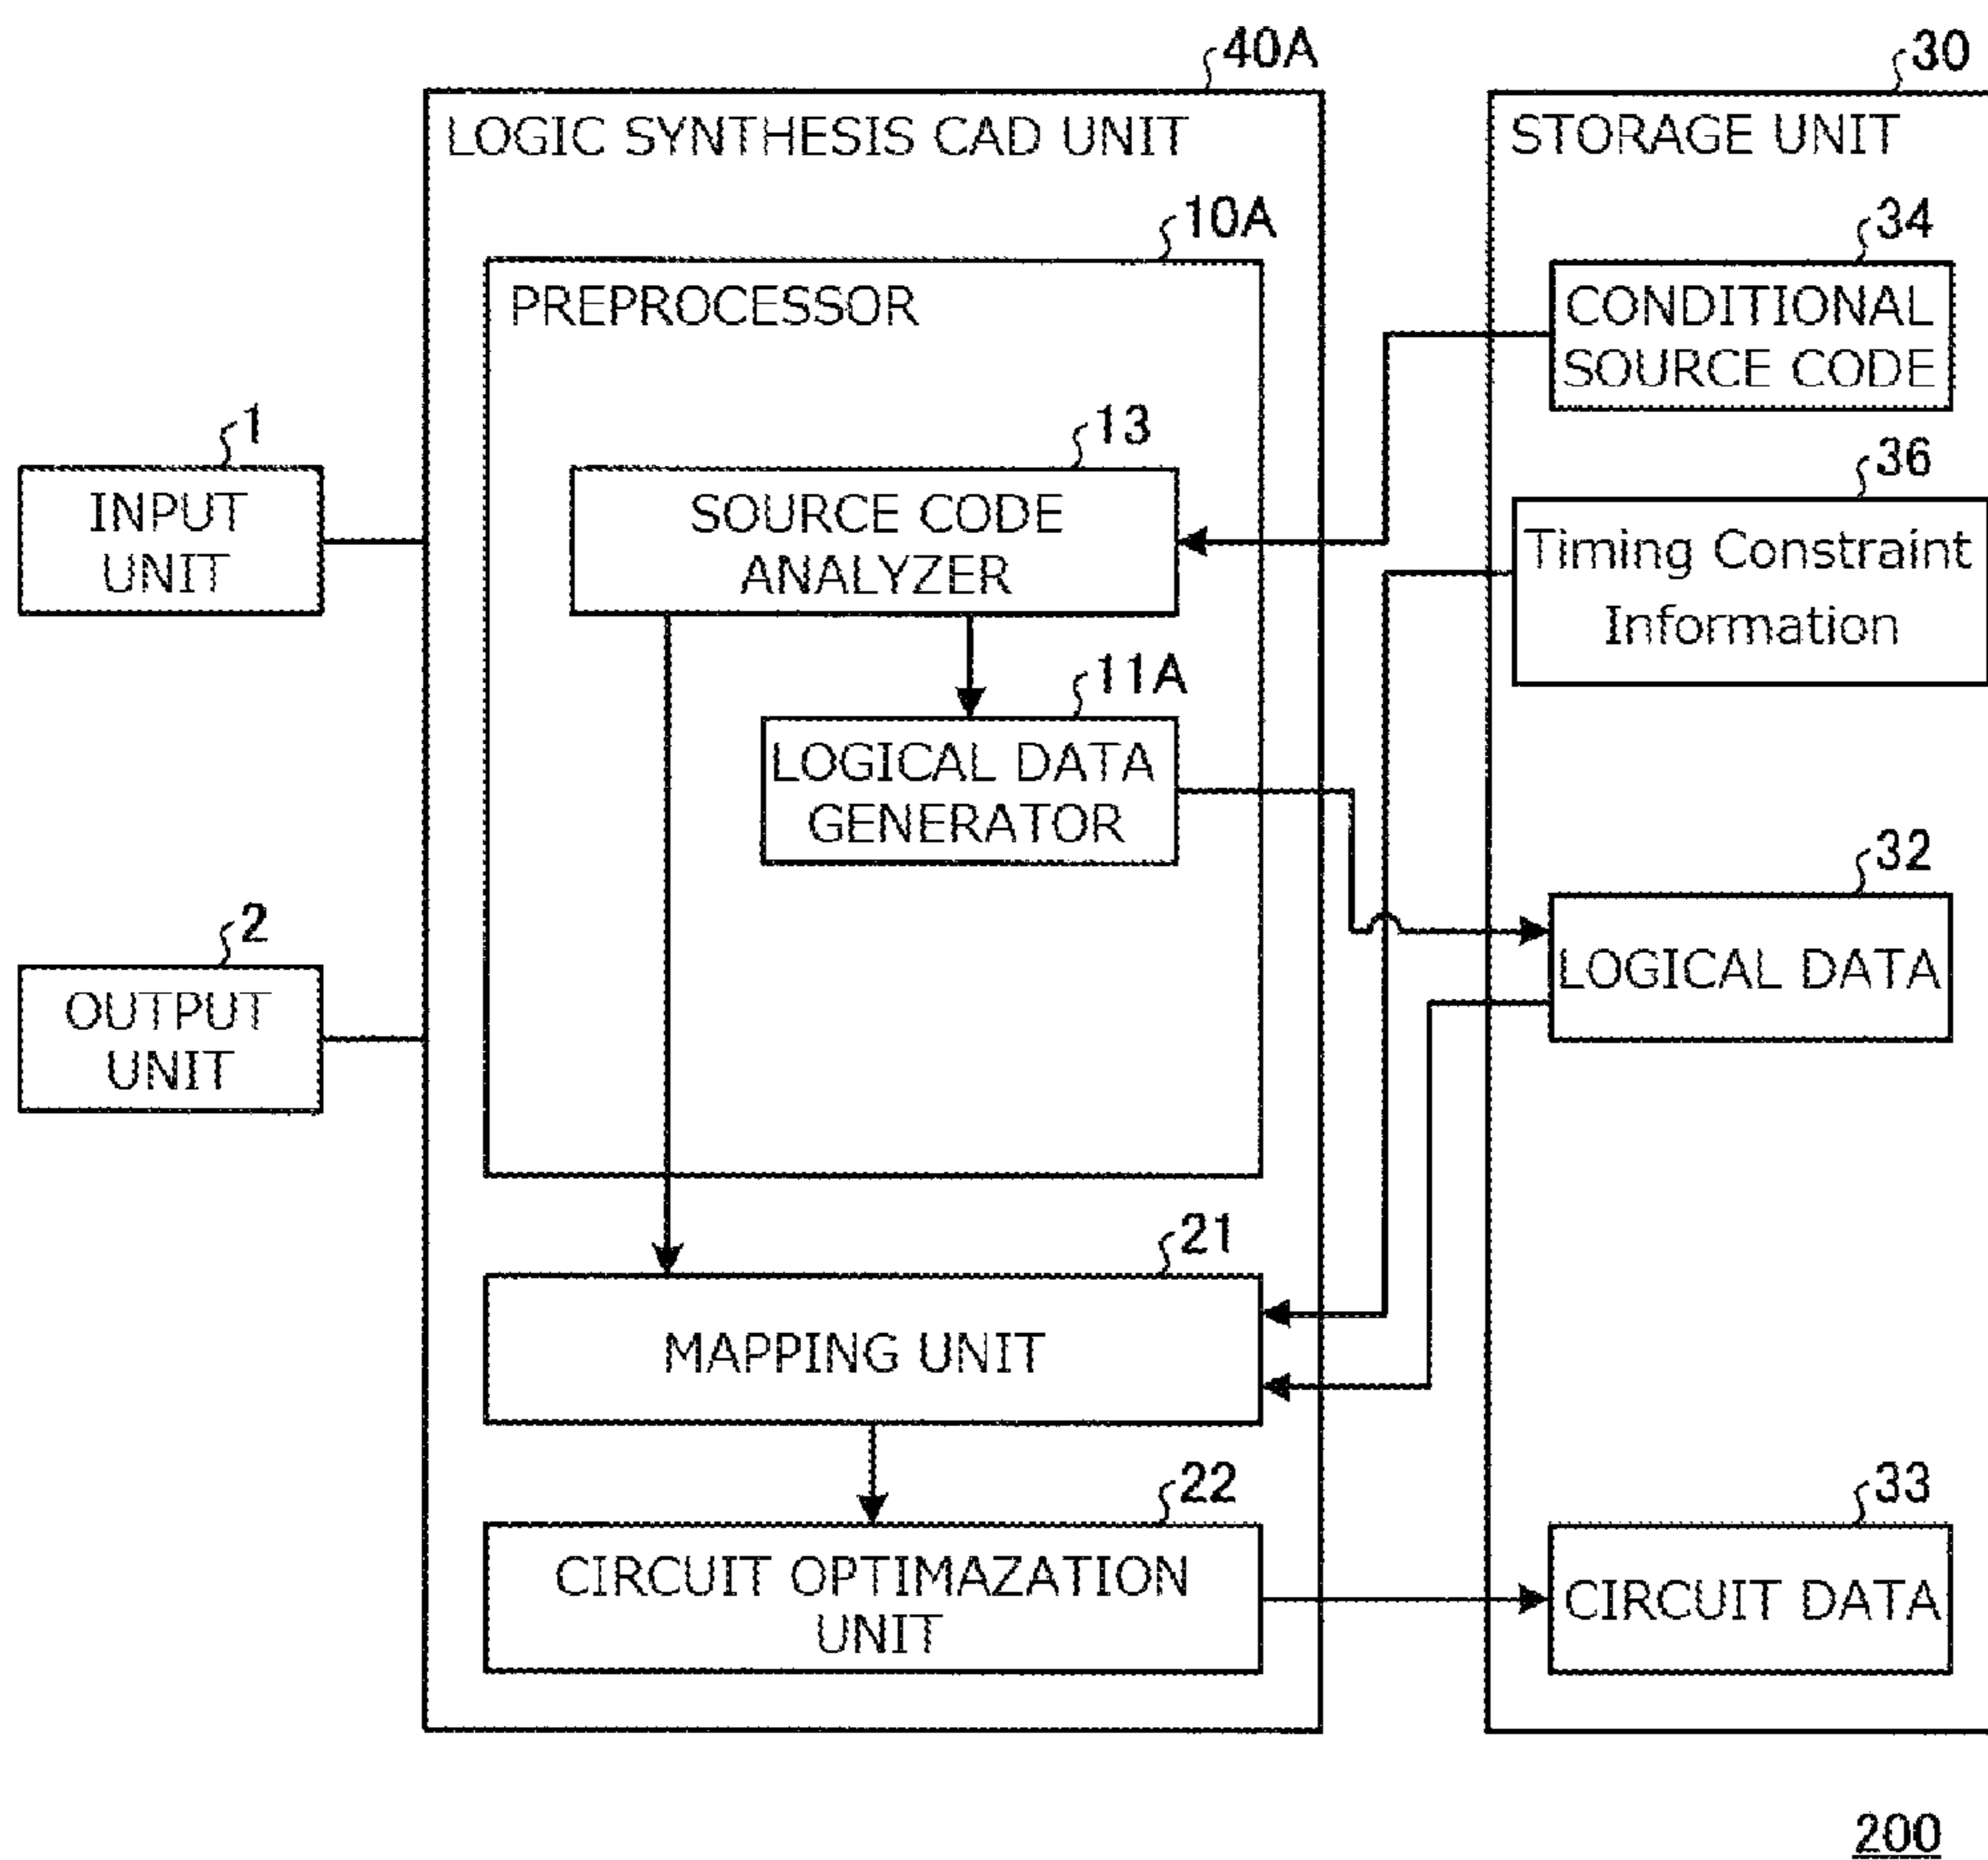 40A
30
LOGIC SYNTHESIS CAD UNIT
STORAGE UNIT
10A
34
PREPROCESSOR
CONDITIONAL
SOURCE CODE
1
13
36
INPUT
UNIT
SOURCE CODE
ANALYZER
Timing Constraint
Information
11A
LOGICAL DATA
GENERATOR
32
2
LOGICAL DATA
OUTPUT
UNIT
21
MAPPING UNIT
22
33
CIRCUIT OPTIMAZATION
UNIT
CIRCUIT DATA
200